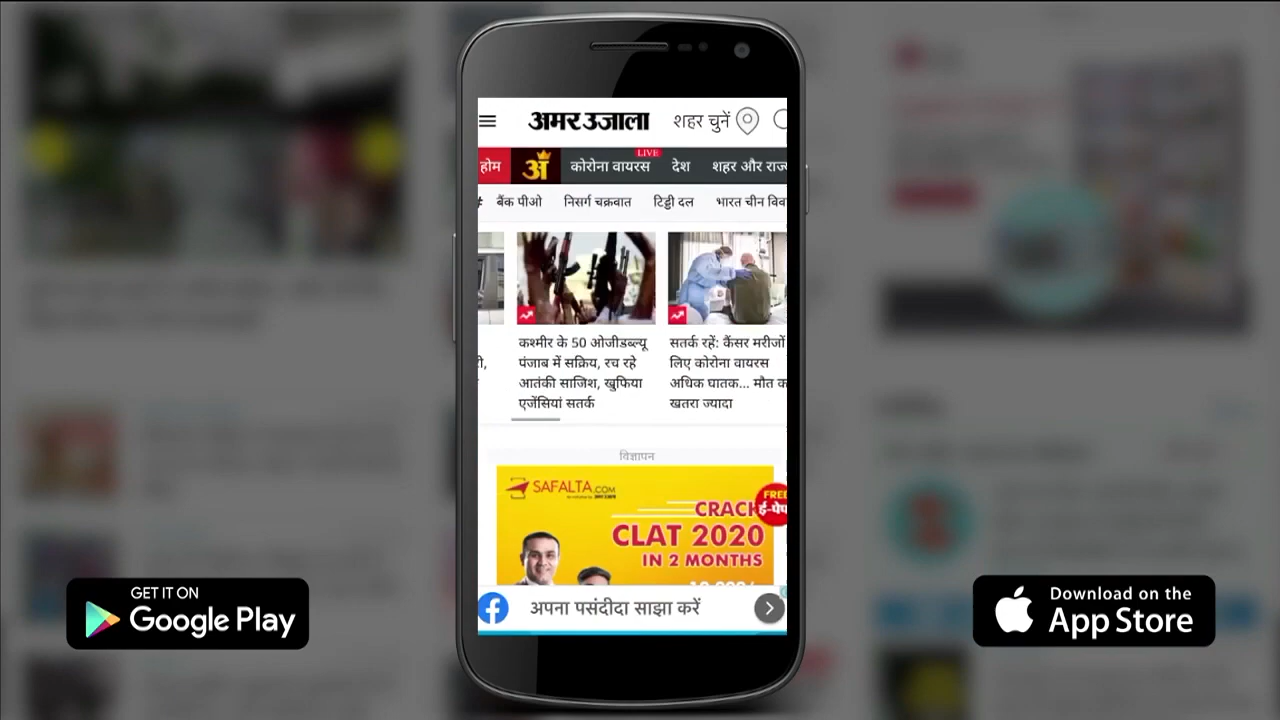 अमर उजाला
शहर चुनें
LIVE
होम
अ
कोरोना वायरस
देश
शहर और राज्
#
बैंक पीओ
निसर्ग चक्रवात
टिड्डी दल
भारत चीन विवा
कश्मीर के 50 ओजीडब्ल्यू
पंजाब में सक्रिय, रच रहे
आतंकी साजिश, खुफिया
एजेंसियां सतर्क
सतर्क रहें: कैंसर मरीजों
लिए कोरोना वायरस
अधिक घातक... मौत क
खतरा ज्यादा
विज्ञापन
SAFALTA.COM
CRACK
CLAT 2020
IN 2 MONTHS
FREE
ई-पेप
अपना पसंदीदा साझा करें
GET IT ON
Google Play
Download on the
App Store